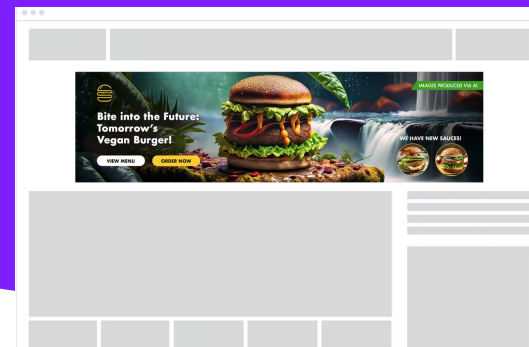 IMAGES PRODUCED VIA AI.
Bite into the Future:
Tomorrow's
Vegan Burger!
WE HAVE NEW SAUCES!
VIEW MENU
ORDER NOW